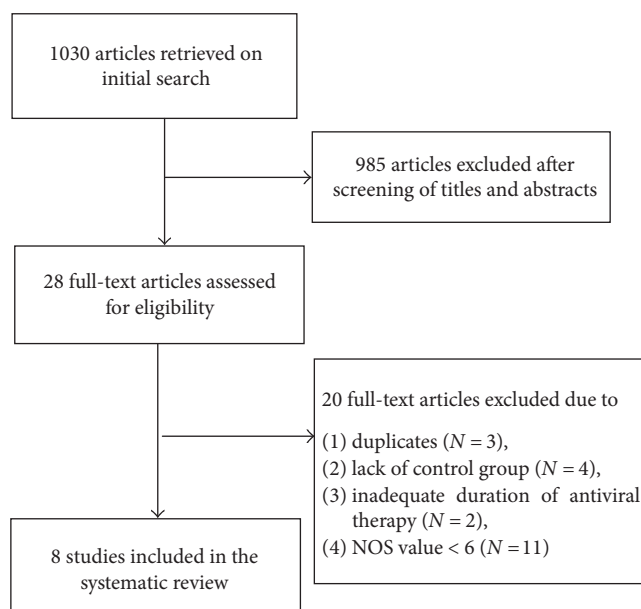 1030 articles retrieved on
initial search
985 articles excluded after
screening of titles and abstracts
28 full-text articles assessed
for eligibility
20 full-text articles excluded due to
(1) duplicates (N = 3),
(2) lack of control group (N = 4),
(3) inadequate duration of antiviral
therapy (N = 2),
(4) NOS value < 6 (N = 11)
8 studies included in the
systematic review